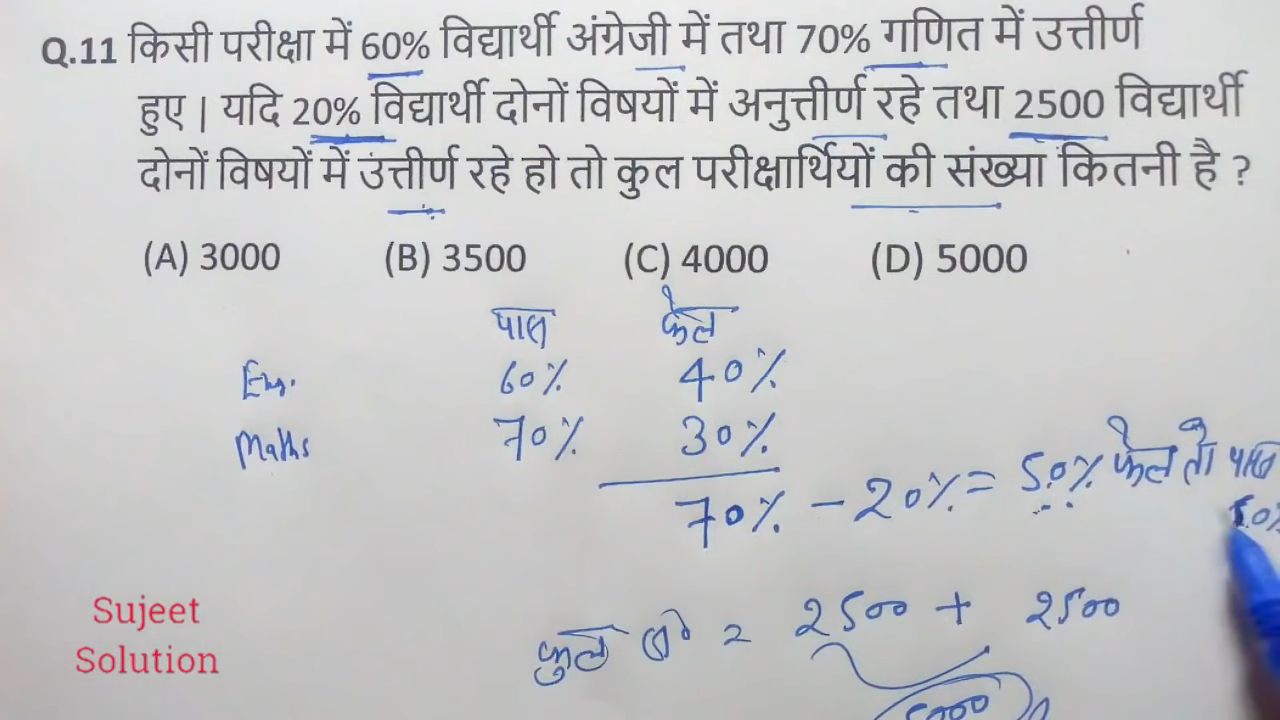 Q.11 किसी परीक्षा में 60% विद्यार्थी अंग्रेजी में तथा 70% गणित में उत्तीर्ण
हुए | यदि 20% विद्यार्थी दोनों विषयों में अनुत्तीर्ण रहे तथा 2500 विद्यार्थी
दोनों विषयों में उत्तीर्ण रहे हो तो कुल परीक्षार्थियों की संख्या कितनी है ?
(A) 3000 (B) 3500 (C) 4000 (D) 5000
पास फेल
Eng. 60% 40%
Maths 70% 30%
70% - 20% = 50% फेल तो पास
50%
कुल = 2500 + 2500
5000
Sujeet
Solution